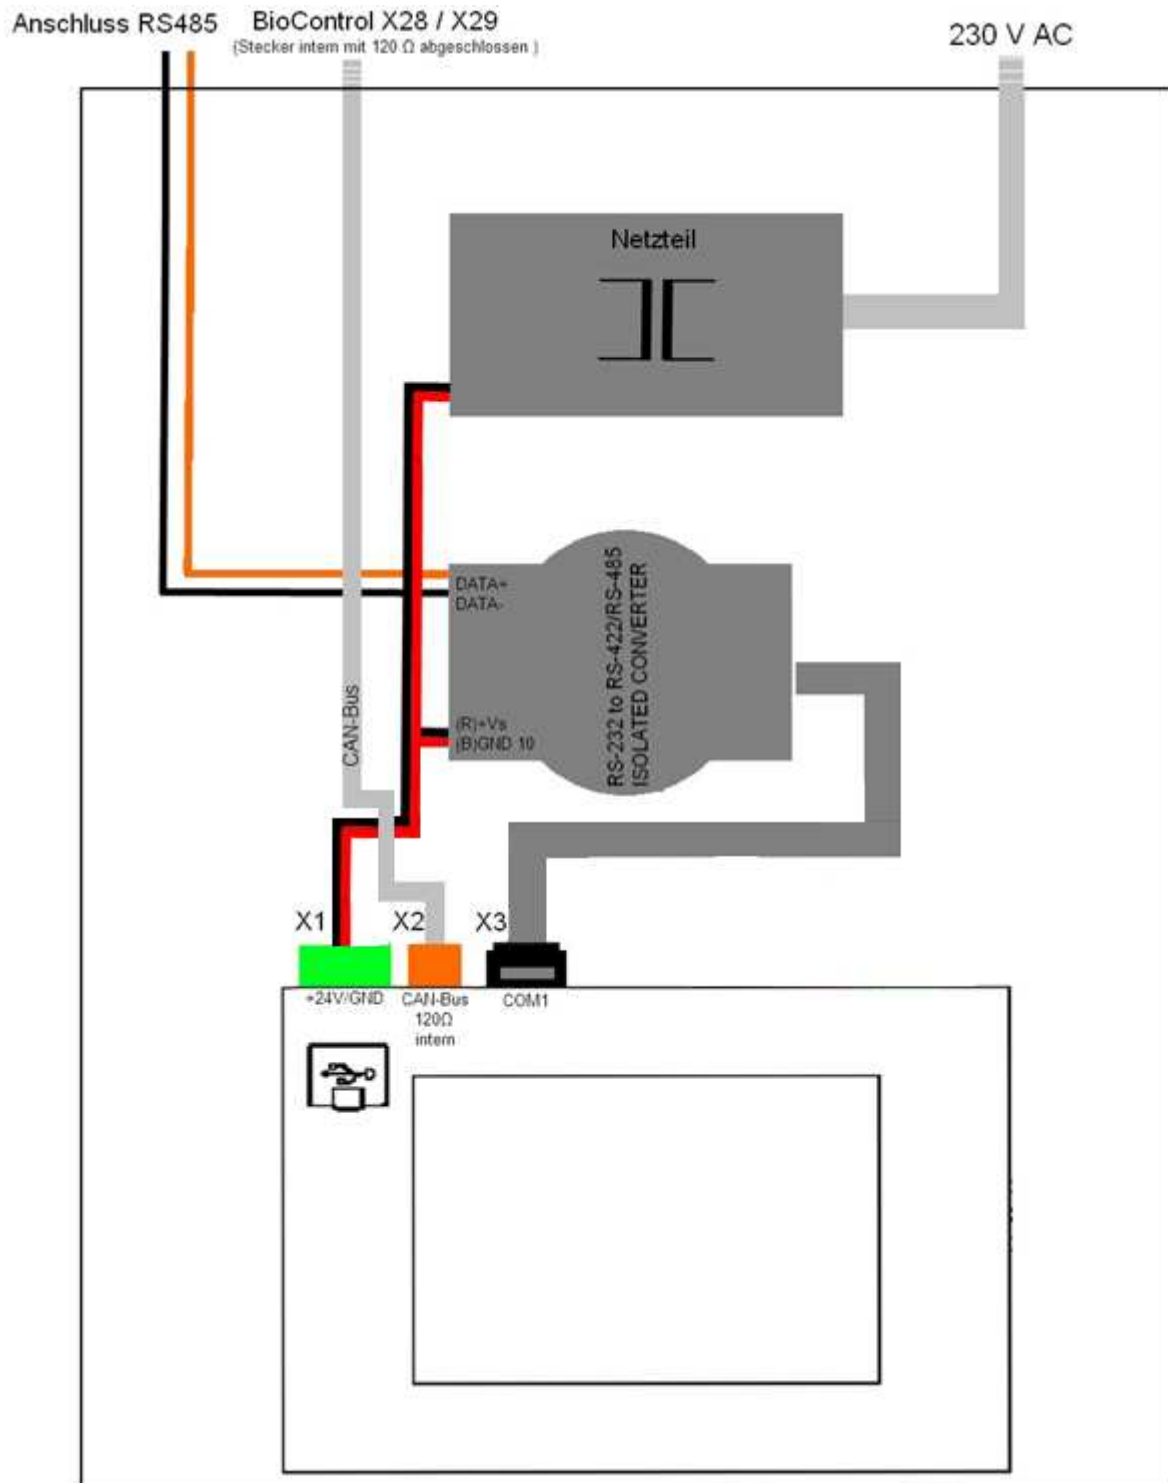 Anschluss RS485
BioControl X28 / X29
(Stecker intern mit 120 Ω abgeschlossen )
230 V AC
Netzteil
DATA+
DATA-
RS-232 to RS-422/RS-485
ISOLATED CONVERTER
(R)+Vs
(B)GND 10
CAN-Bus
X1
X2
X3
+24V/GND
CAN-Bus
120Ω
intern
COM1